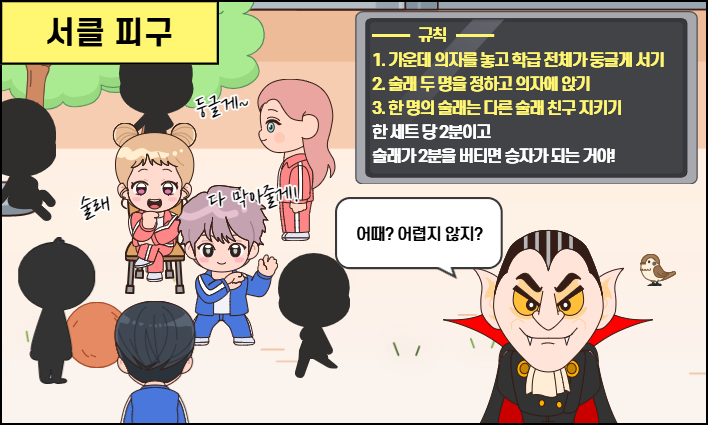 서클 피구
규칙
1. 가운데 의자를 놓고 학급 전체가 둥글게 서기
2. 술래 두 명을 정하고 의자에 앉기
3. 한 명의 술래는 다른 술래 친구 지키기
한 세트 당 2분이고
술래가 2분을 버티면 승자가 되는 거야!
둥글게~
술래
다 막아줄게!
어때? 어렵지 않지?